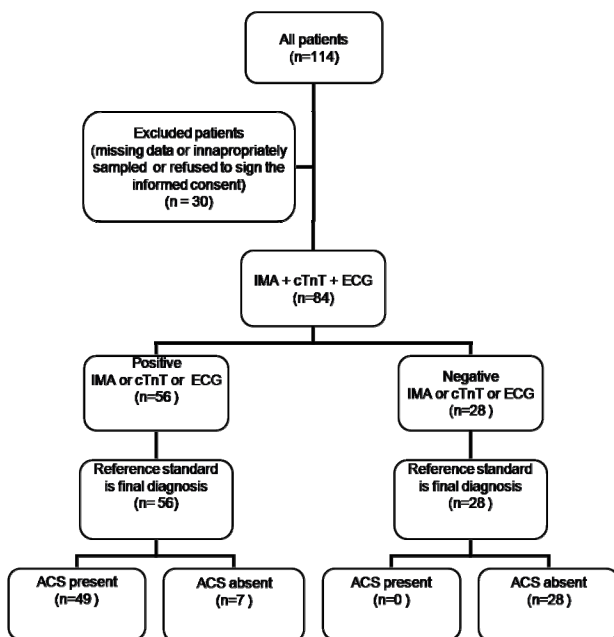 All patients
(n=114)
Excluded patients
(missing data or innapropriately
sampled or refused to sign the
informed consent)
(n = 30)
IMA + cTnT + ECG
(n=84)
Positive
IMA or cTnT or ECG
(n=56 )
Negative
IMA or cTnT or ECG
(n=28 )
Reference standard
is final diagnosis
(n= 56)
Reference standard
is final diagnosis
(n=28)
ACS present
(n=49 )
ACS absent
(n=7 )
ACS present
(n=0 )
ACS absent
(n=28 )